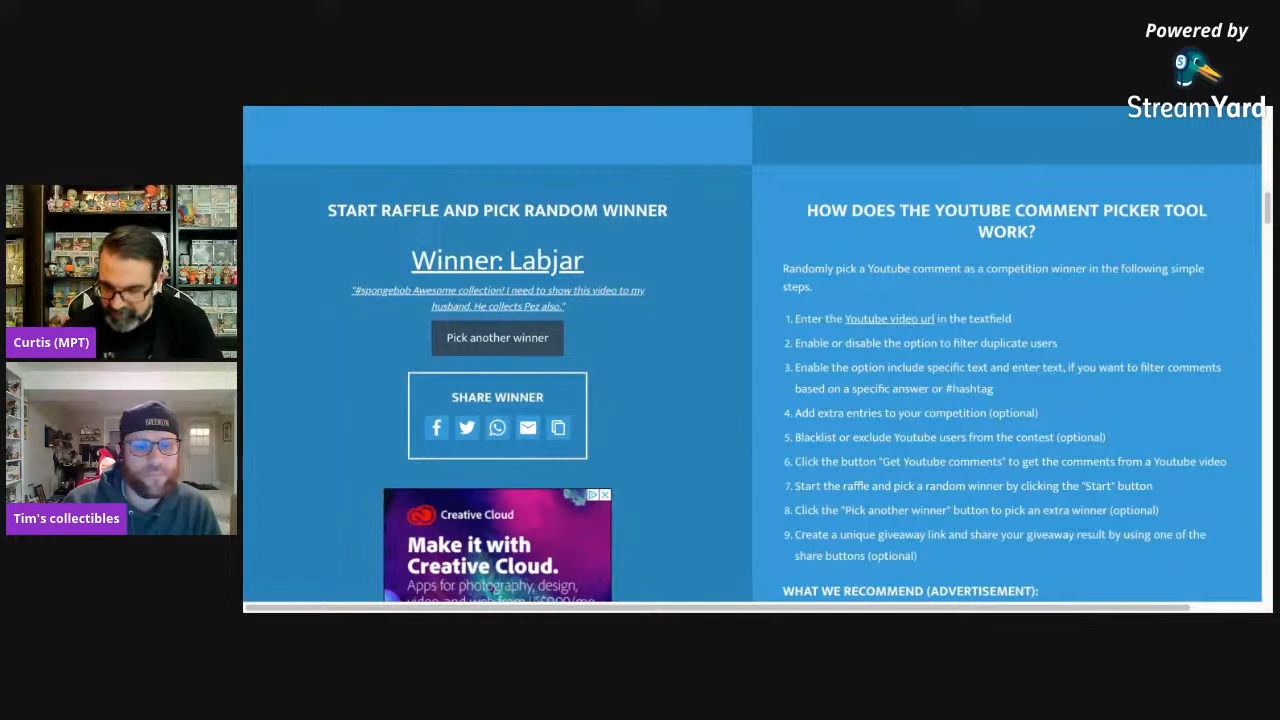 Powered by
StreamYard
START RAFFLE AND PICK RANDOM WINNER
Winner: Labjar
"#spongebob Awesome collection! I need to show this video to my
husband. He collects Pez also."
Pick another winner
SHARE WINNER
Creative Cloud
Make it with
Creative Cloud.
Apps for photography, design,
video and web from US$9.99/mo
HOW DOES THE YOUTUBE COMMENT PICKER TOOL
WORK?
Randomly pick a Youtube comment as a competition winner in the following simple
steps.
1. Enter the Youtube video url in the textfield
2. Enable or disable the option to filter duplicate users
3. Enable the option include specific text and enter text, if you want to filter comments
based on a specific answer or #hashtag
4. Add extra entries to your competition (optional)
5. Blacklist or exclude Youtube users from the contest (optional)
6. Click the button "Get Youtube comments" to get the comments from a Youtube video
7. Start the raffle and pick a random winner by clicking the "Start" button
8. Click the "Pick another winner" button to pick an extra winner (optional)
9. Create a unique giveaway link and share your giveaway result by using one of the
share buttons (optional)
WHAT WE RECOMMEND (ADVERTISEMENT):
Curtis (MPT)
BROOKLYN
Tim's collectibles